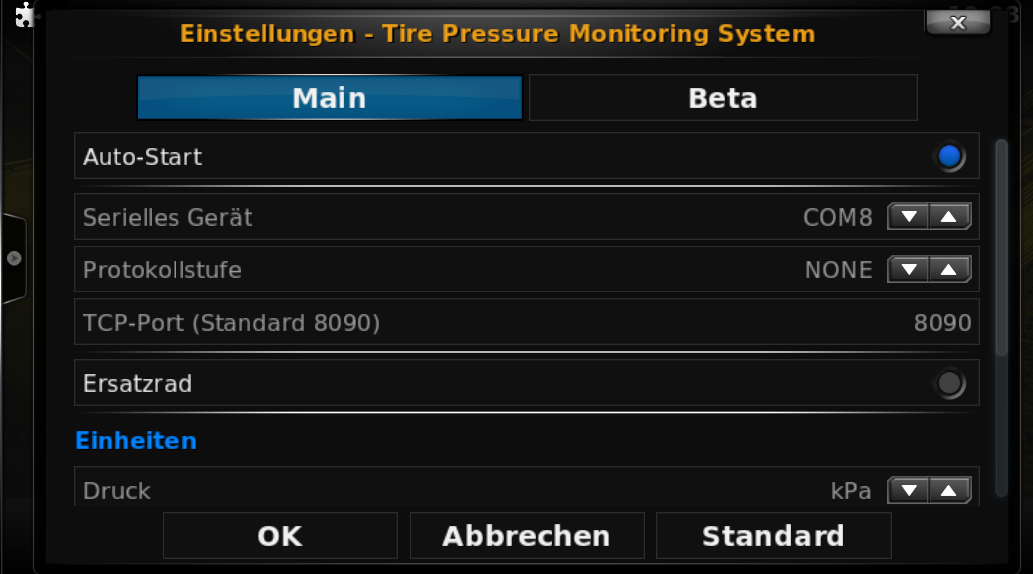 Einstellungen - Tire Pressure Monitoring System
Main
Beta
Auto-Start
Serielles Gerät
COM8
Protokollstufe
NONE
TCP-Port (Standard 8090)
8090
Ersatzrad
Einheiten
Druck
kPa
OK
Abbrechen
Standard